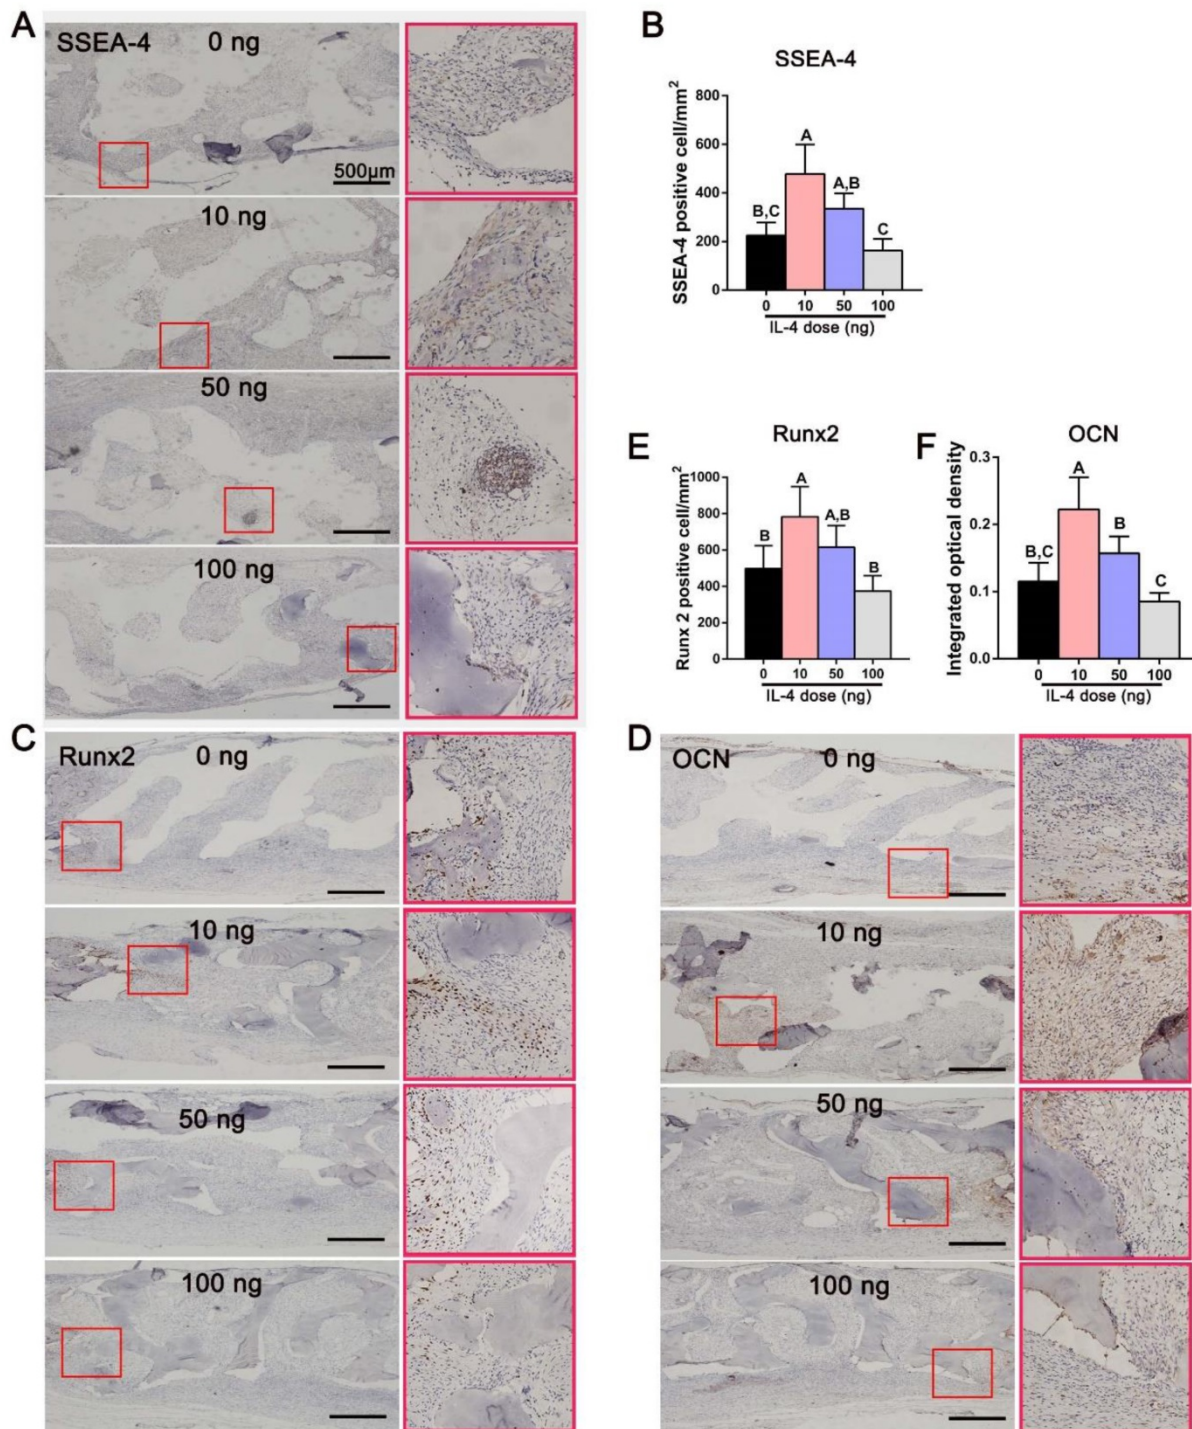 A
SSEA-4
0 ng
500µm
10 ng
50 ng
100 ng
B
SSEA-4
SSEA-4 positive cell/mm²
800
600
400
200
0
B,C
A
A,B
C
0 10 50 100
IL-4 dose (ng)
E
Runx2
Runx 2 positive cell/mm²
1000
800
600
400
200
0
B
A
A,B
B
0 10 50 100
IL-4 dose (ng)
F
OCN
Integrated optical density
0.3
0.2
0.1
0.0
B,C
A
B
C
0 10 50 100
IL-4 dose (ng)
C
Runx2
0 ng
10 ng
50 ng
100 ng
D
OCN
0 ng
10 ng
50 ng
100 ng